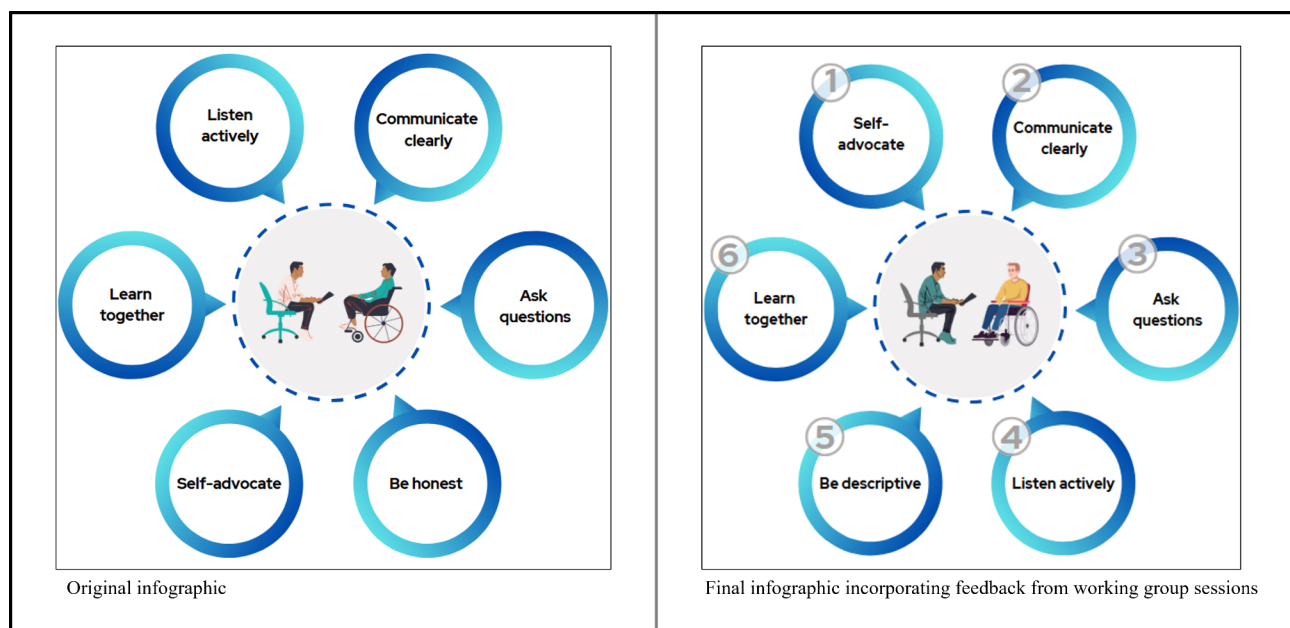 Listen
actively
Communicate
clearly
Learn
together
Ask
questions
Self-advocate
Be honest
Original infographic
1
Self-
advocate
2
Communicate
clearly
6
Learn
together
3
Ask
questions
5
Be descriptive
4
Listen actively
Final infographic incorporating feedback from working group sessions